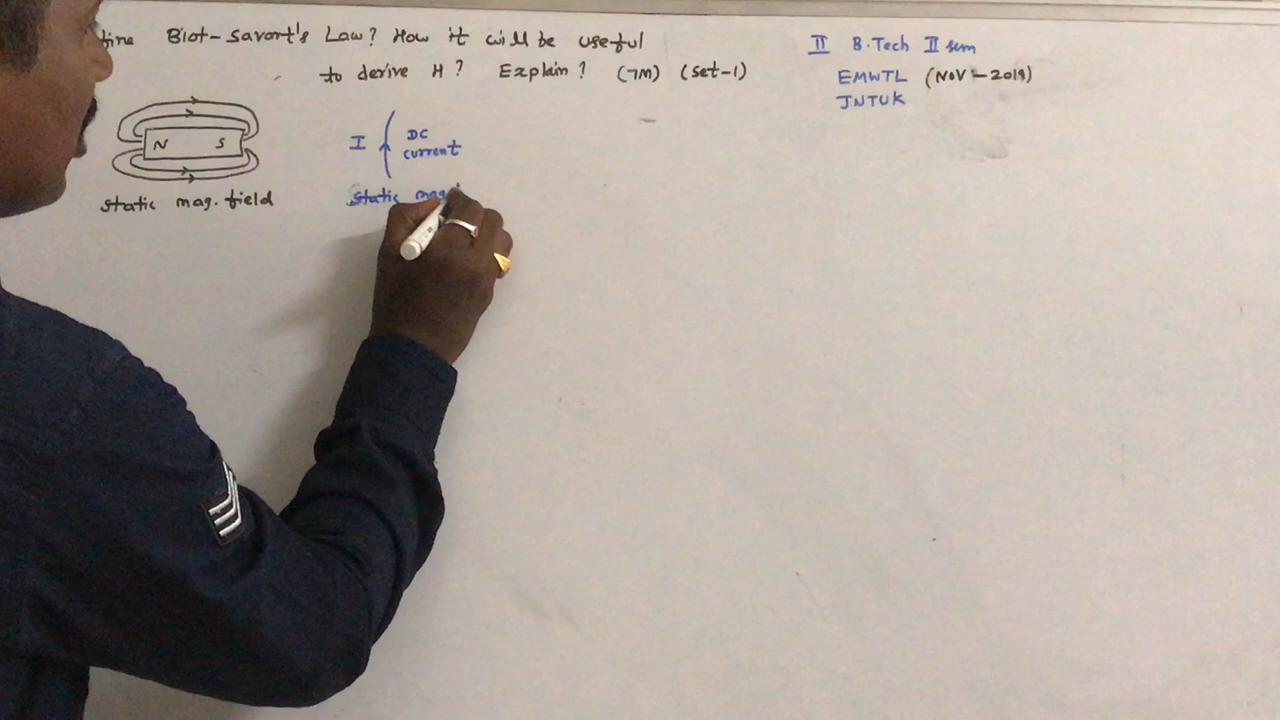 fine Biot-savart's Law? How it will be useful
to derive H? Explain? (7M) (set-1)
II B.Tech II sem
EMWTL (NOV-2019)
JNTUK
N S
static mag. field
I DC
current
static mag